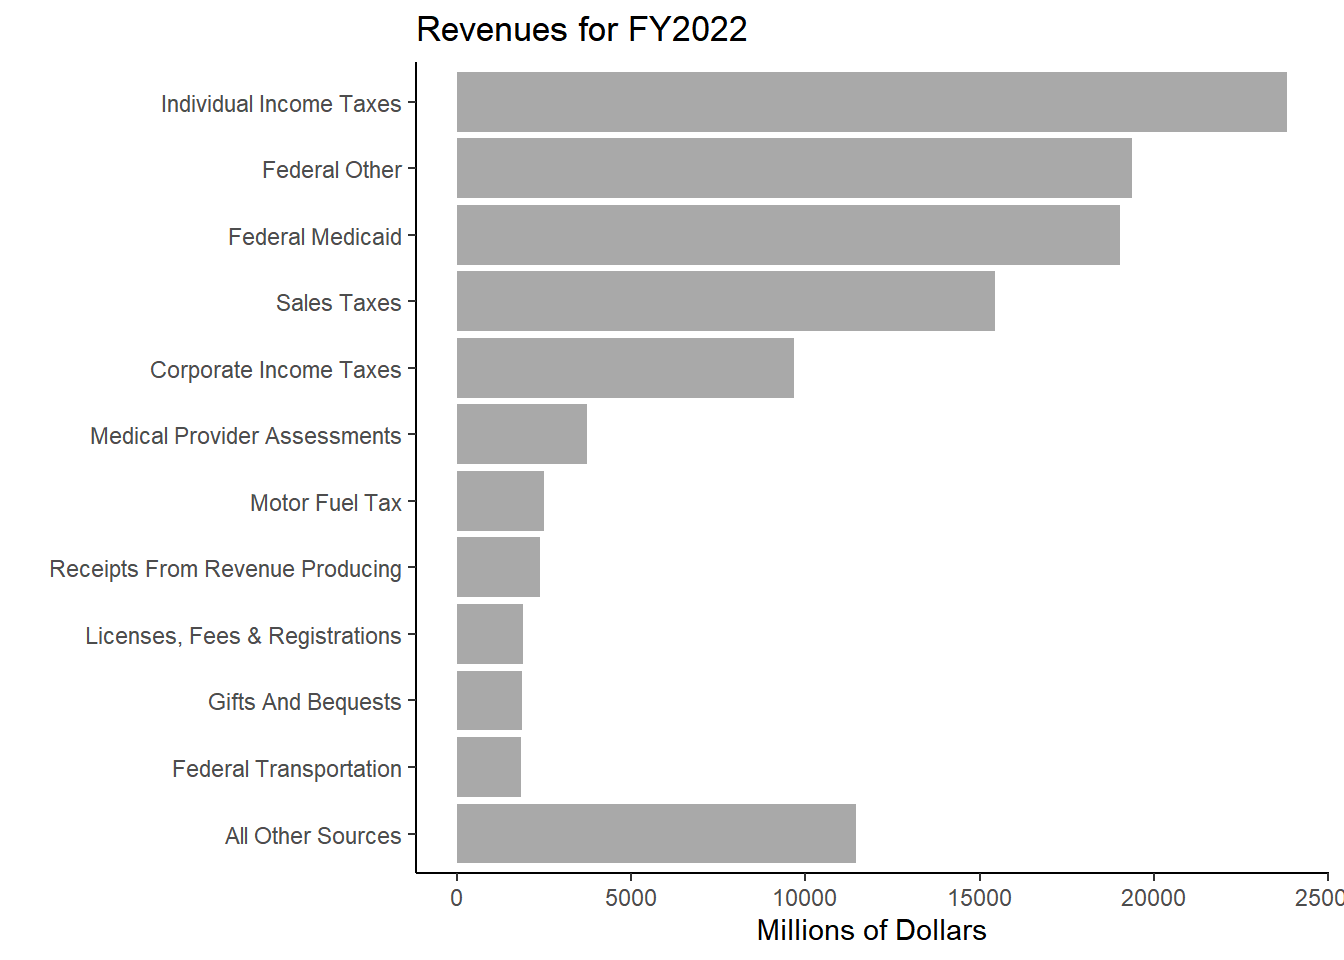 Revenues for FY2022
Individual Income Taxes
Federal Other
Federal Medicaid
Sales Taxes
Corporate Income Taxes
Medical Provider Assessments
Motor Fuel Tax
Receipts From Revenue Producing
Licenses, Fees & Registrations
Gifts And Bequests
Federal Transportation
All Other Sources
0 5000 10000 15000 20000 2500
Millions of Dollars